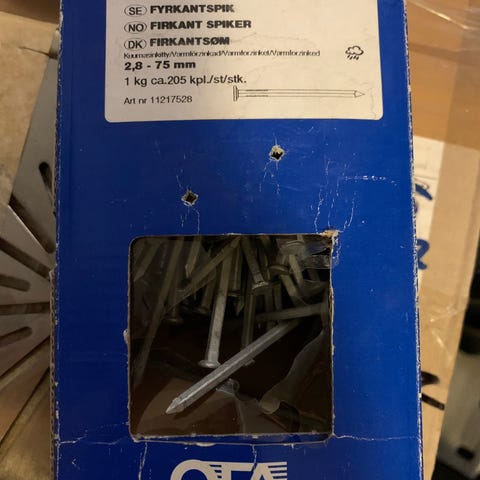 SE FYRKANTSPIK
NO FIRKANT SPIKER
DK FIRKANTSØM
Kuumasinkitty/Varmförzinkad/Varmforzinket/Varmforzinked
2,8 - 75 mm
1 kg ca.205 kpl./st/stk.
Art nr 11217528